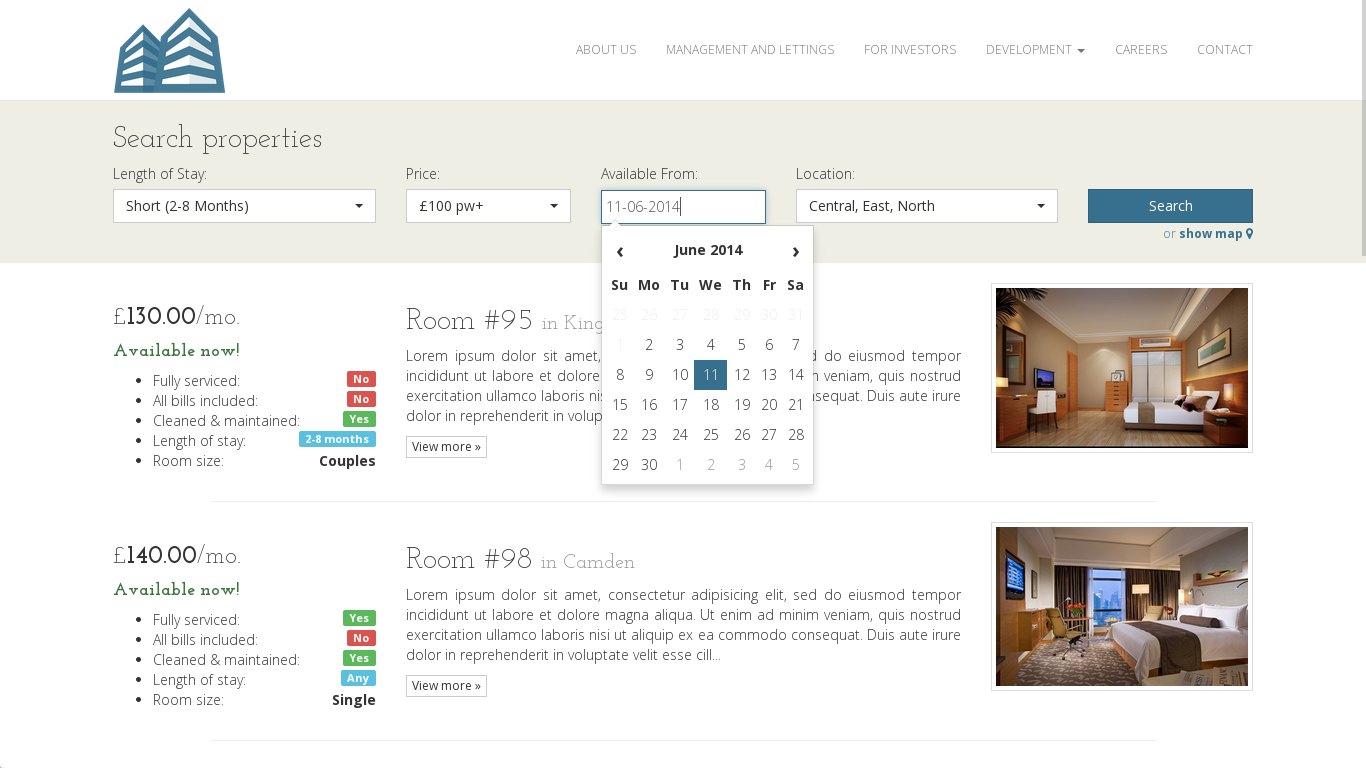 ABOUT US MANAGEMENT AND LETTINGS FOR INVESTORS DEVELOPMENT CAREERS CONTACT
Search properties
Length of Stay: Price: Available From: Location:
Short (2-8 Months) £100 pw+ 11-06-2014 Central, East, North Search
or show map
‹ June 2014 ›
Su Mo Tu We Th Fr Sa
25 26 27 28 29 30 31
1 2 3 4 5 6 7
8 9 10 11 12 13 14
15 16 17 18 19 20 21
22 23 24 25 26 27 28
29 30 1 2 3 4 5
£130.00/mo.
Available now!
Fully serviced: No
All bills included: No
Cleaned & maintained: Yes
Length of stay: 2-8 months
Room size: Couples
Room #95 in King
Lorem ipsum dolor sit amet, d do eiusmod tempor
incididunt ut labore et dolore veniam, quis nostrud
exercitation ullamco laboris nis consequat. Duis aute irure
dolor in reprehenderit in volup
View more »
£140.00/mo.
Available now!
Fully serviced: Yes
All bills included: No
Cleaned & maintained: Yes
Length of stay: Any
Room size: Single
Room #98 in Camden
Lorem ipsum dolor sit amet, consectetur adipisicing elit, sed do eiusmod tempor
incididunt ut labore et dolore magna aliqua. Ut enim ad minim veniam, quis nostrud
exercitation ullamco laboris nisi ut aliquip ex ea commodo consequat. Duis aute irure
dolor in reprehenderit in voluptate velit esse cill...
View more »